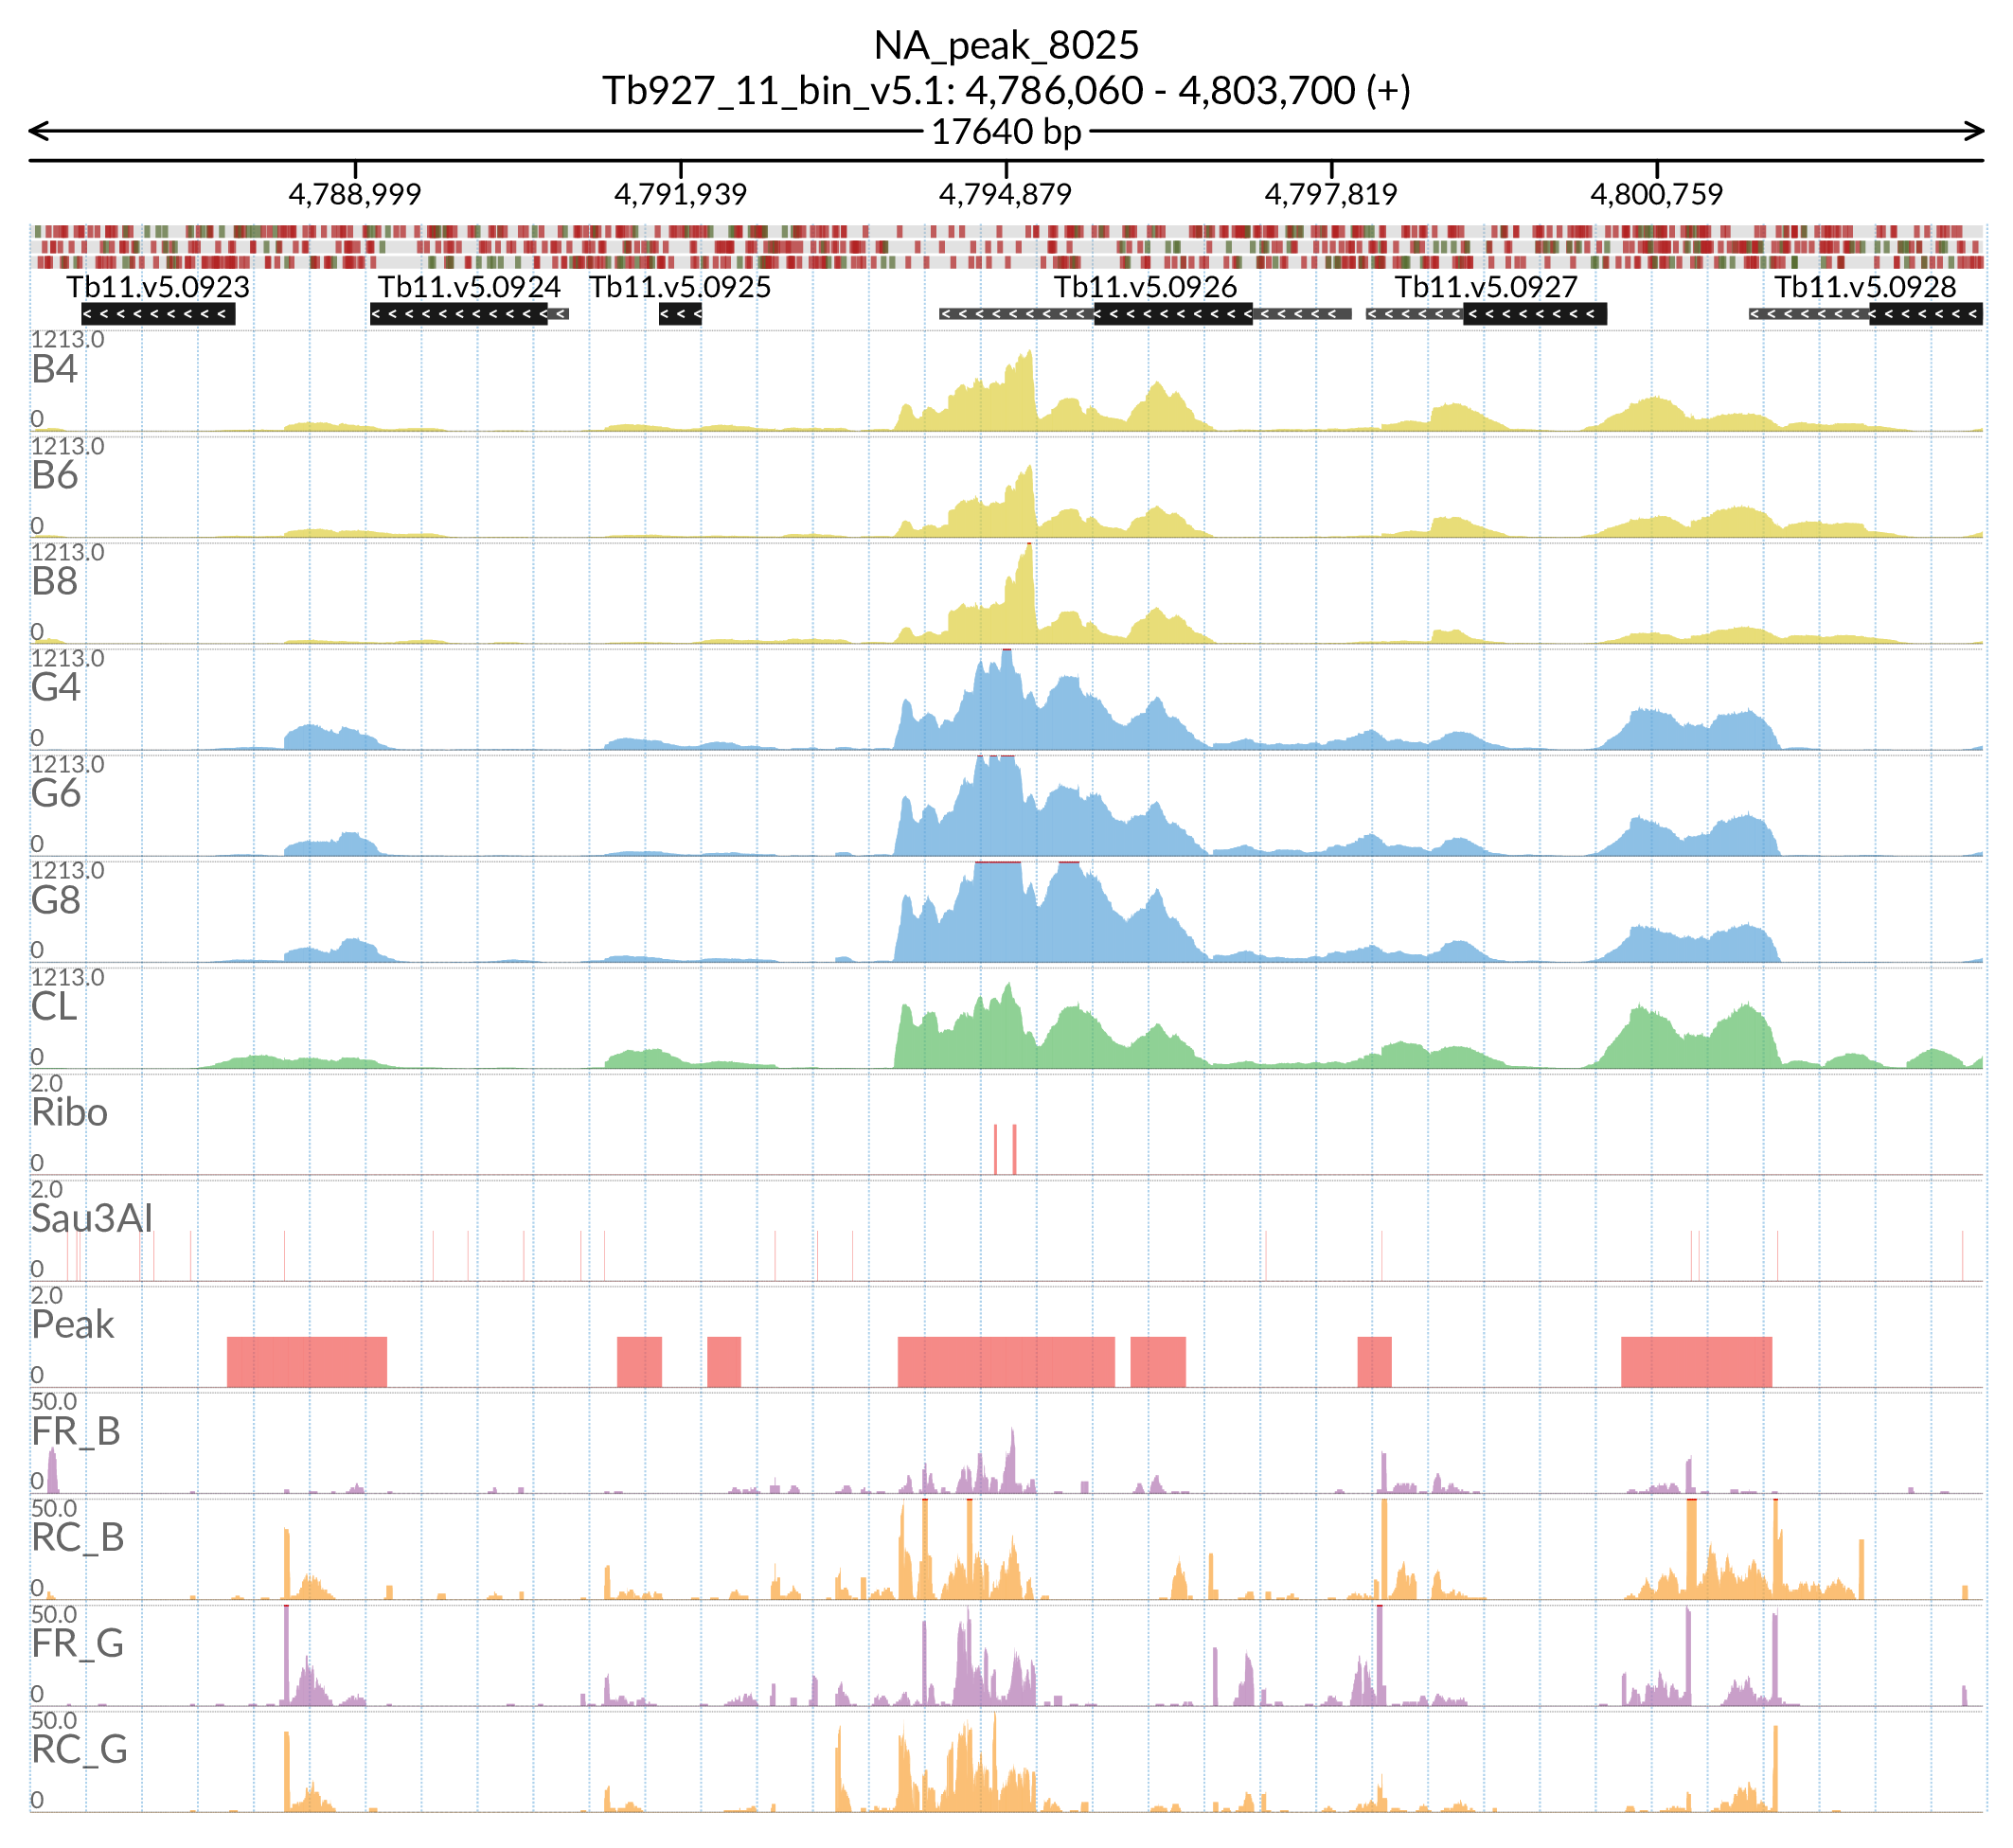 NA_peak_8025
Tb927_11_bin_v5.1: 4,786,060 - 4,803,700 (+)
17640 bp
4,788,999 4,791,939 4,794,879 4,797,819 4,800,759
Tb11.v5.0923 Tb11.v5.0924 Tb11.v5.0925 Tb11.v5.0926 Tb11.v5.0927 Tb11.v5.0928
1213.0
B4
0
1213.0
B6
0
1213.0
B8
0
1213.0
G4
0
1213.0
G6
0
1213.0
G8
0
1213.0
CL
0
2.0
Ribo
0
2.0
Sau3AI
0
2.0
Peak
0
50.0
FR_B
0
50.0
RC_B
0
50.0
FR_G
0
50.0
RC_G
0